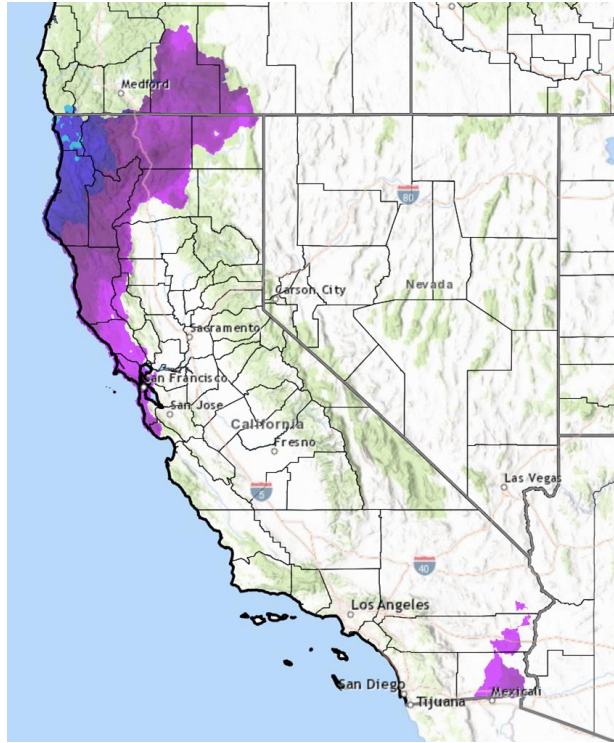 Medford
80
Carson City
Nevada
Sacramento
San Francisco
San Jose
California
Fresno
Las Vegas
5
40
Los Angeles
San Diego
Mexicali
Tijuana